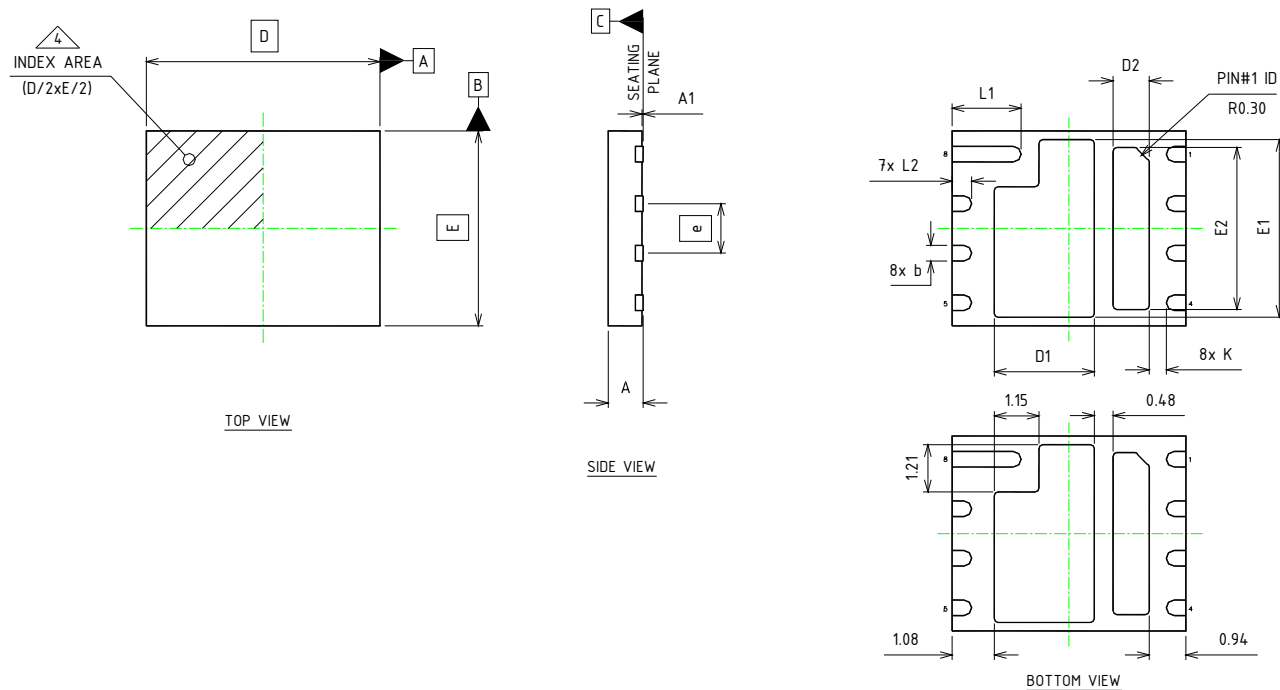 4
INDEX AREA
(D/2xE/2)
D
A
B
E
TOP VIEW
C
SEATING
PLANE
A1
e
A
SIDE VIEW
D2
PIN#1 ID
R0.30
L1
7x L2
8x b
8
5
1
4
E2
E1
D1
8x K
1.15
0.48
1.21
8
5
1
4
1.08
0.94
BOTTOM VIEW